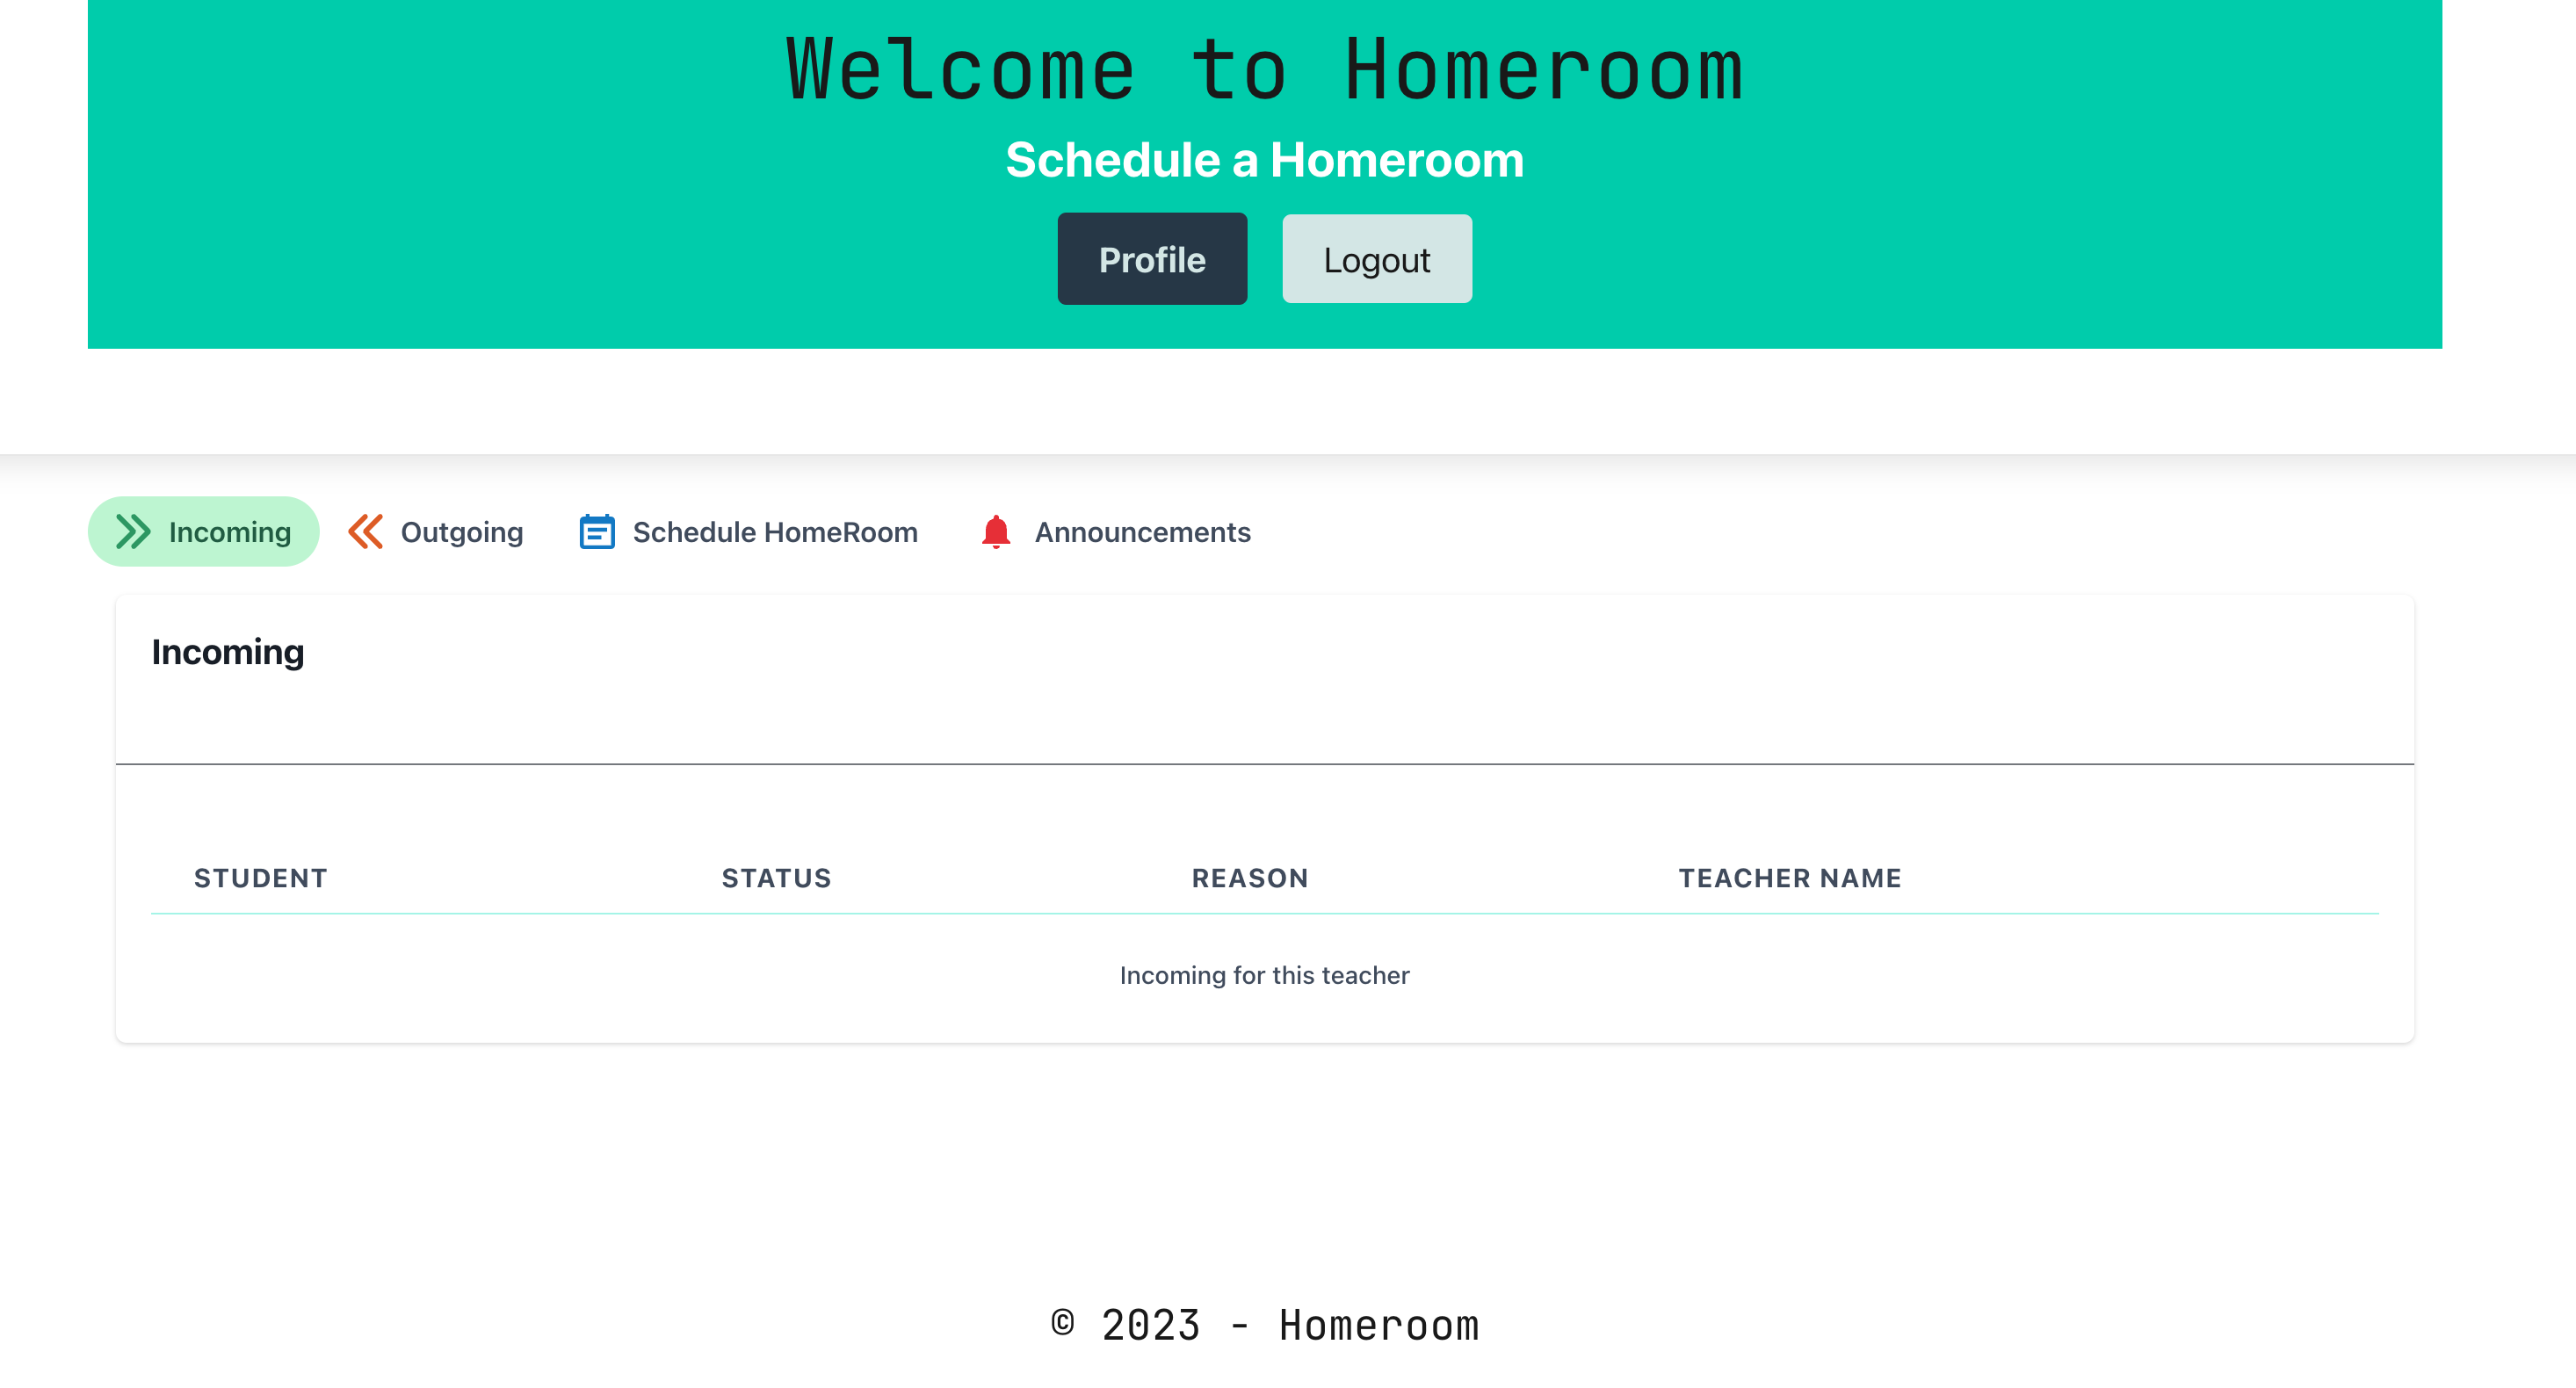 Welcome to Homeroom
Schedule a Homeroom
Profile Logout
Incoming Outgoing Schedule HomeRoom Announcements
Incoming
STUDENT STATUS REASON TEACHER NAME
Incoming for this teacher
© 2023 - Homeroom